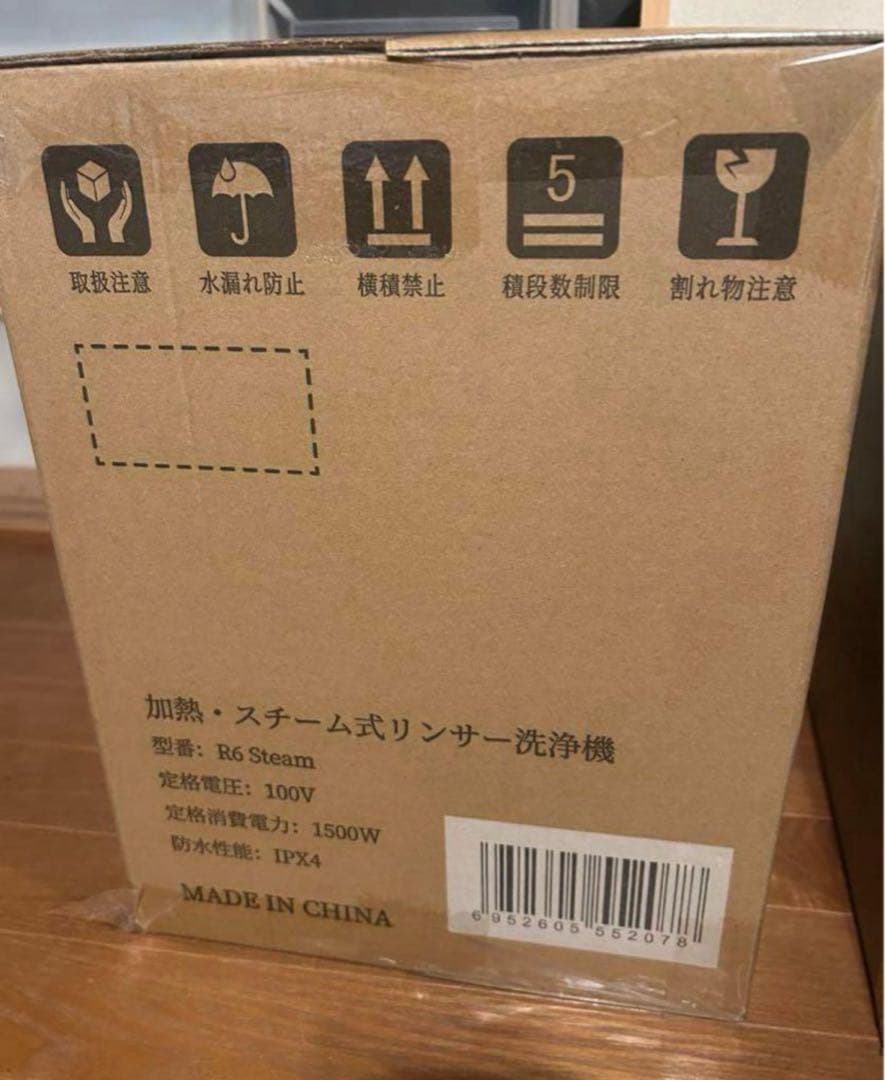 5
取扱注意 水漏れ防止 横積禁止 積段数制限 割れ物注意
加熱・スチーム式リンサー洗浄機
型番：R6 Steam
定格電圧：100V
定格消費電力：1500W
防水性能：IPX4
MADE IN CHINA
6 952605 552078